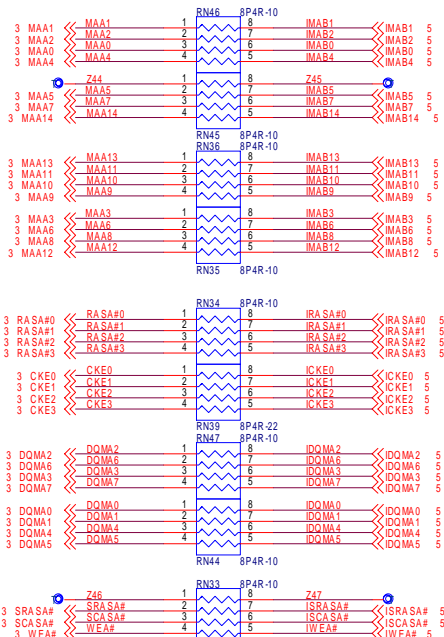 RN46 8P4R-10
3 MAA1 MAA1 1 8 IMAB1 IMAB1 5
3 MAA2 MAA2 2 7 IMAB2 IMAB2 5
3 MAA0 MAA0 3 6 IMAB0 IMAB0 5
3 MAA4 MAA4 4 5 IMAB4 IMAB4 5
Z44 1 8 Z45
3 MAA5 MAA5 2 7 IMAB5 IMAB5 5
3 MAA7 MAA7 3 6 IMAB7 IMAB7 5
3 MAA14 MAA14 4 5 IMAB14 IMAB14 5
RN45 8P4R-10
RN36 8P4R-10
3 MAA13 MAA13 1 8 IMAB13 IMAB13 5
3 MAA11 MAA11 2 7 IMAB11 IMAB11 5
3 MAA10 MAA10 3 6 IMAB10 IMAB10 5
3 MAA9 MAA9 4 5 IMAB9 IMAB9 5
3 MAA3 MAA3 1 8 IMAB3 IMAB3 5
3 MAA6 MAA6 2 7 IMAB6 IMAB6 5
3 MAA8 MAA8 3 6 IMAB8 IMAB8 5
3 MAA12 MAA12 4 5 IMAB12 IMAB12 5
RN35 8P4R-10
RN34 8P4R-10
3 RASA#0 RASA#0 1 8 IRASA#0 IRASA#0 5
3 RASA#1 RASA#1 2 7 IRASA#1 IRASA#1 5
3 RASA#2 RASA#2 3 6 IRASA#2 IRASA#2 5
3 RASA#3 RASA#3 4 5 IRASA#3 IRASA#3 5
3 CKE0 CKE0 1 8 ICKE0 ICKE0 5
3 CKE1 CKE1 2 7 ICKE1 ICKE1 5
3 CKE2 CKE2 3 6 ICKE2 ICKE2 5
3 CKE3 CKE3 4 5 ICKE3 ICKE3 5
RN39 8P4R-22
RN47 8P4R-10
3 DQMA2 DQMA2 1 8 IDQMA2 IDQMA2 5
3 DQMA6 DQMA6 2 7 IDQMA6 IDQMA6 5
3 DQMA3 DQMA3 3 6 IDQMA3 IDQMA3 5
3 DQMA7 DQMA7 4 5 IDQMA7 IDQMA7 5
3 DQMA0 DQMA0 1 8 IDQMA0 IDQMA0 5
3 DQMA1 DQMA1 2 7 IDQMA1 IDQMA1 5
3 DQMA4 DQMA4 3 6 IDQMA4 IDQMA4 5
3 DQMA5 DQMA5 4 5 IDQMA5 IDQMA5 5
RN44 8P4R-10
RN33 8P4R-10
Z46 1 8 Z47
3 SRASA# SRASA# 2 7 ISRASA# ISRASA# 5
3 SCASA# SCASA# 3 6 ISCASA# ISCASA# 5
3 WEA# WEA# 4 5 IWEA# IWEA# 5